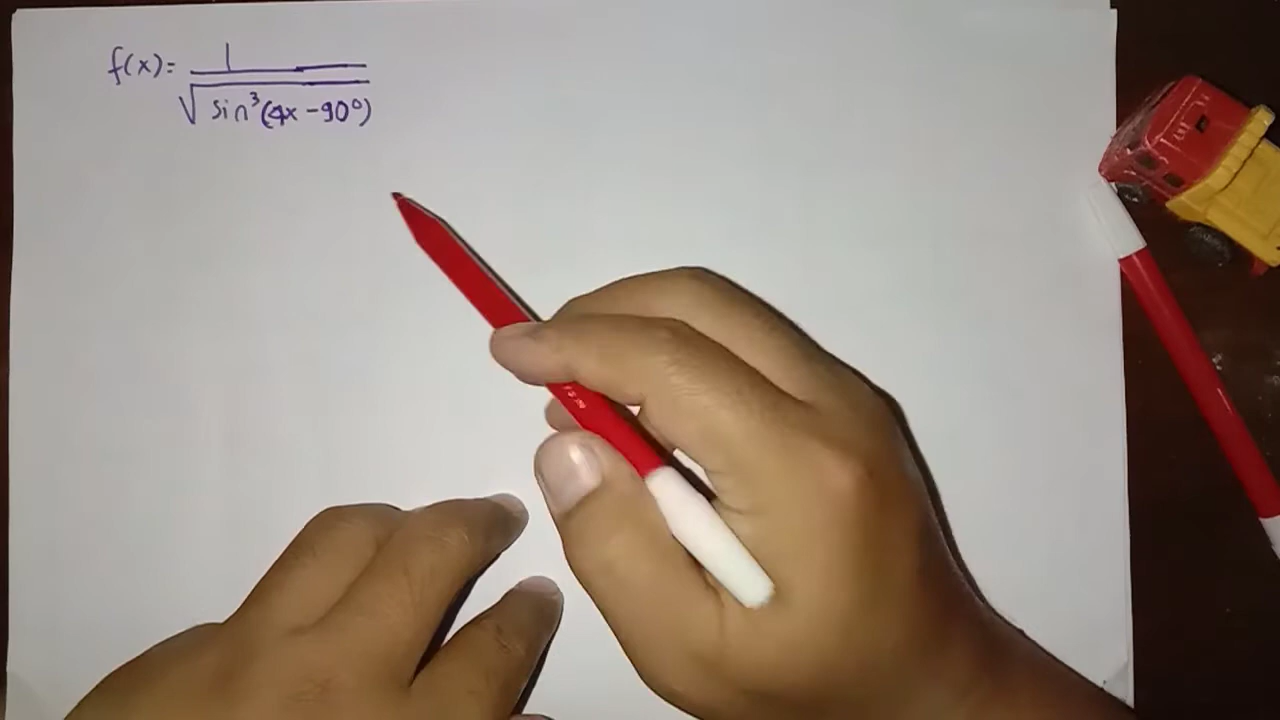 f(x)= 1 / √sin³(4x-90°)